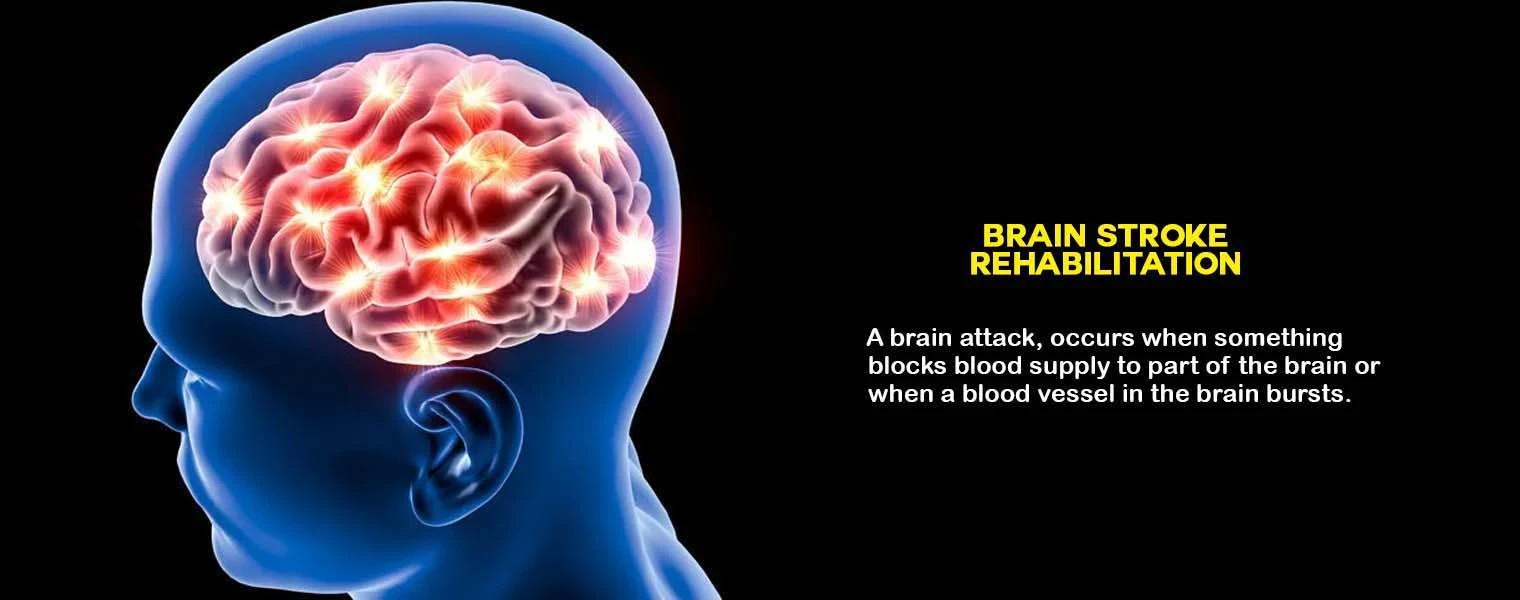 BRAIN STROKE
REHABILITATION
A brain attack, occurs when something
blocks blood supply to part of the brain or
when a blood vessel in the brain bursts.